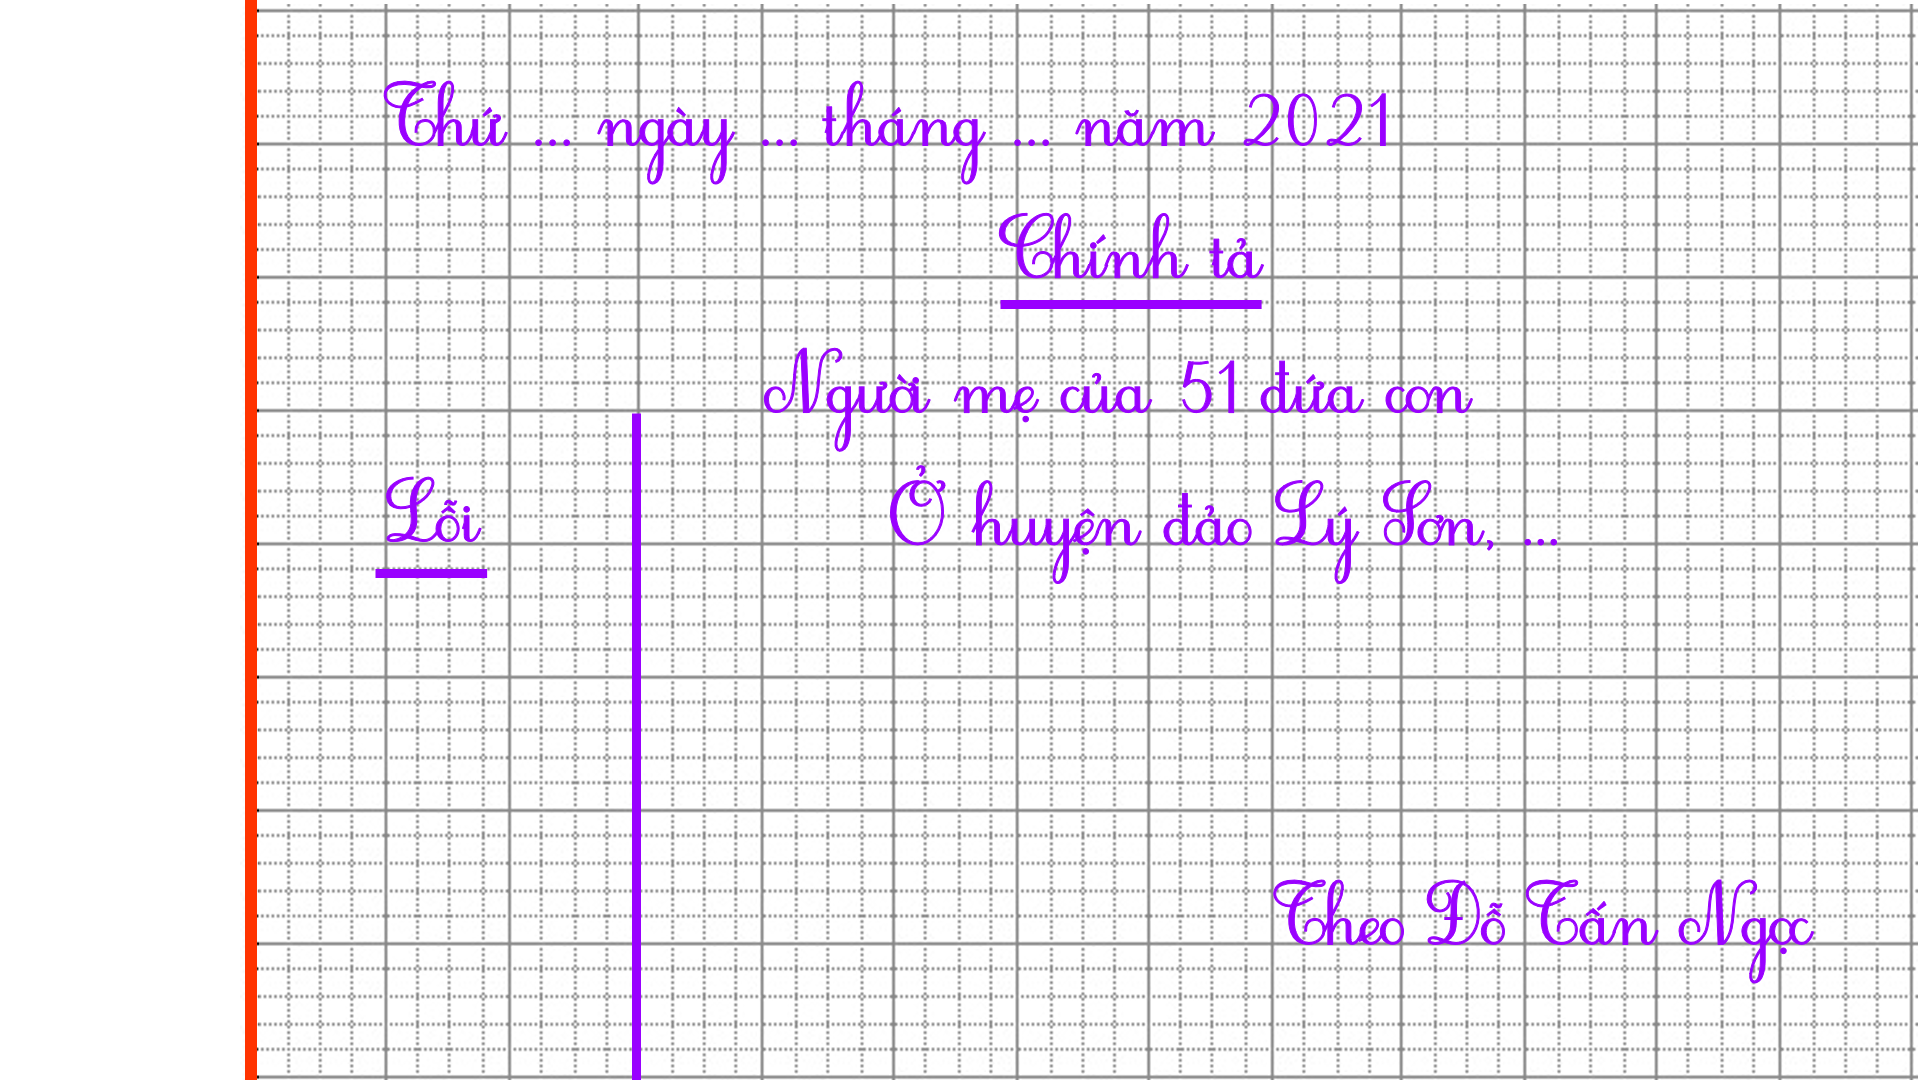 Thứ ... ngày ... tháng ... năm 2021
Chính tả
Người mẹ của 51 đứa con
Lỗi
Ở huyện đảo Lý Sơn, ...
Theo Đỗ Tấn Ngọc